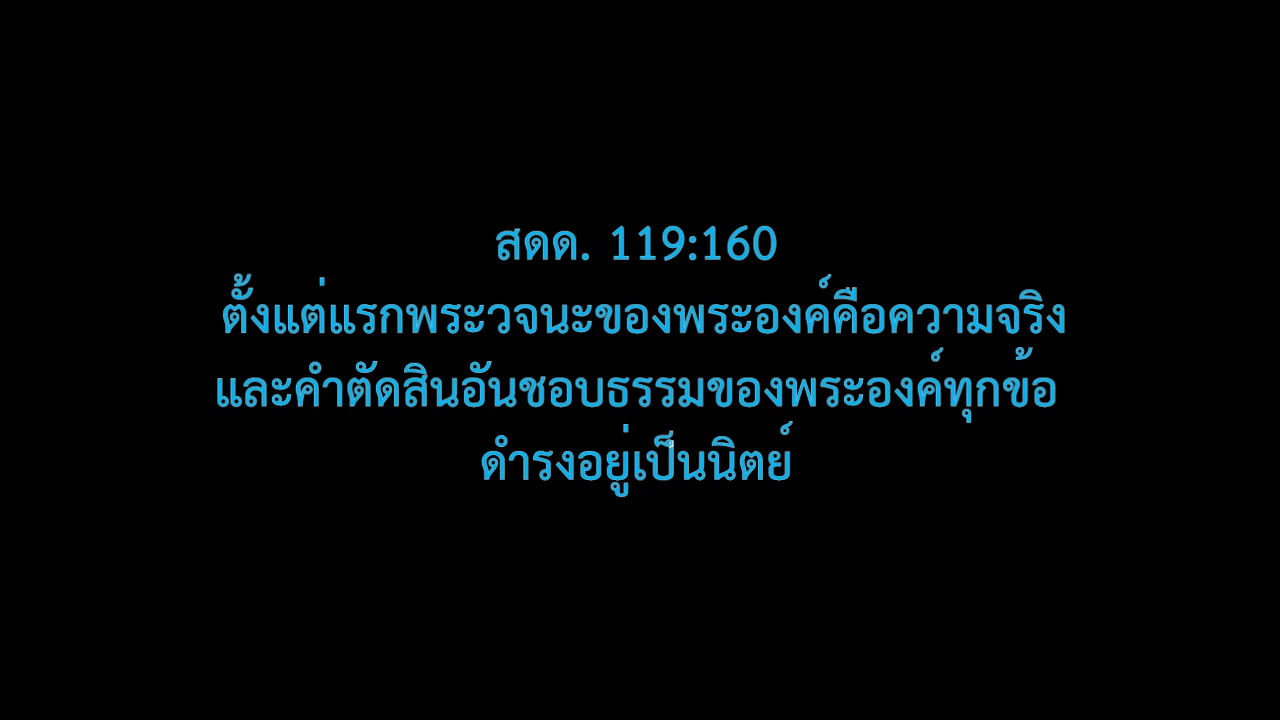 สดด. 119:160
ตั้งแต่แรกพระวจนะของพระองค์คือความจริง
และคำตัดสินอันชอบธรรมของพระองค์ทุกข้อ
ดำรงอยู่เป็นนิตย์